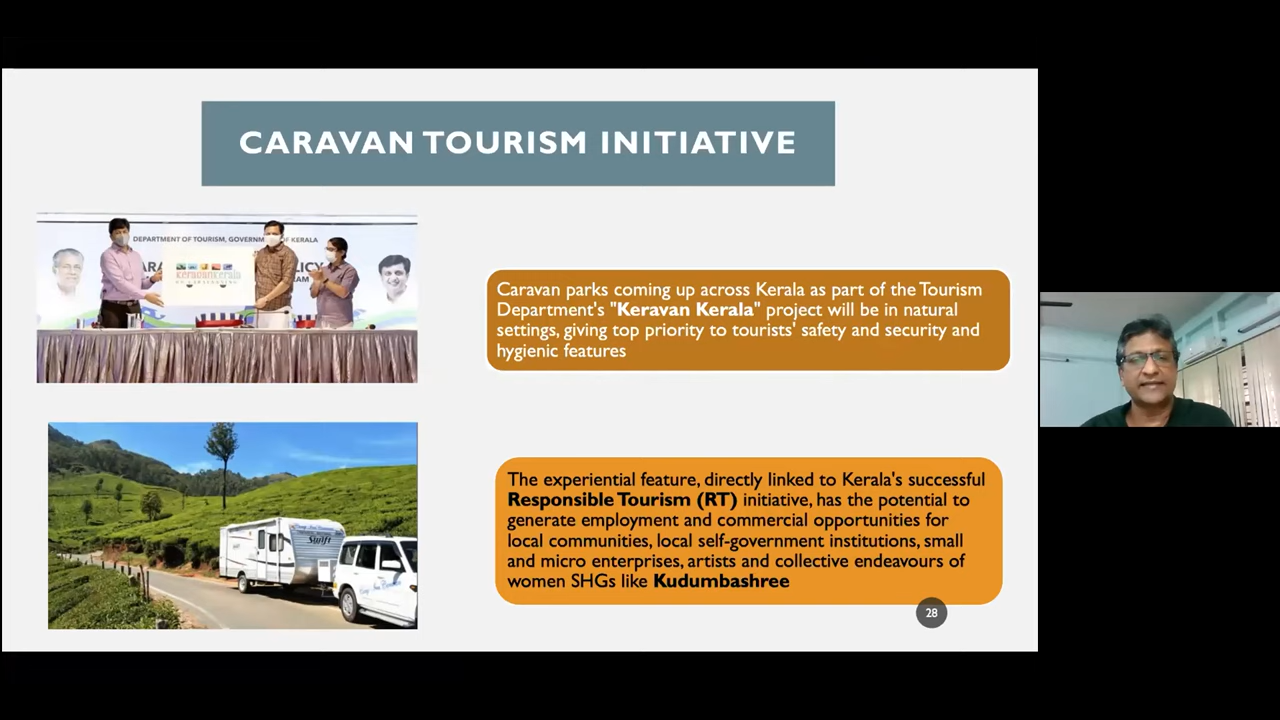 CARAVAN TOURISM INITIATIVE
DEPARTMENT OF TOURISM, GOVERNM OF KERALA
keravankerala
Caravan parks coming up across Kerala as part of the Tourism
Department's "Keravan Kerala" project will be in natural
settings, giving top priority to tourists' safety and security and
hygienic features
Swift
The experiential feature, directly linked to Kerala's successful
Responsible Tourism (RT) initiative, has the potential to
generate employment and commercial opportunities for
local communities, local self-government institutions, small
and micro enterprises, artists and collective endeavours of
women SHGs like Kudumbashree
28